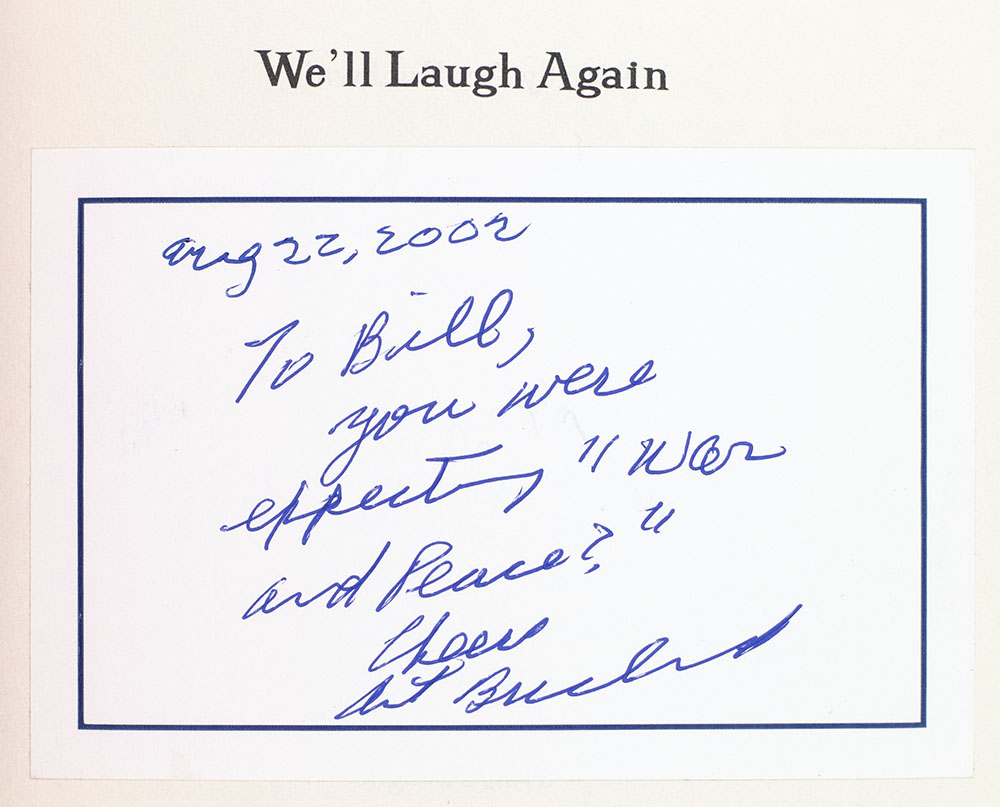 We'll Laugh Again
Aug 22, 2002
To Bill,
you were
expecting "War
and Peace?"
Cheers
Art Buchwald